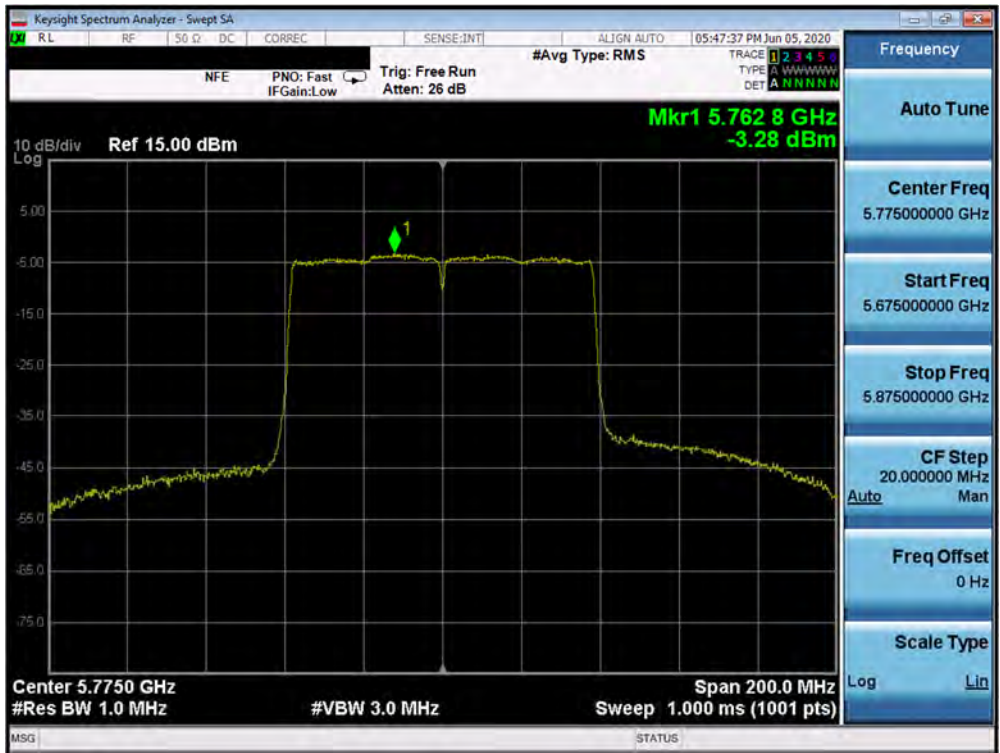 Keysight Spectrum Analyzer - Swept SA
LXI RL RF 50 Ω DC CORREC SENSE:INT ALIGN AUTO 05:47:37 PM Jun 05, 2020
NFE PNO: Fast IFGain:Low Trig: Free Run Atten: 26 dB #Avg Type: RMS
TRACE 1 2 3 4 5 6
TYPE A WWWWW
DET A N N N N N
Mkr1 5.762 8 GHz
-3.28 dBm
10 dB/div Ref 15.00 dBm
Log
1
5.00
-5.00
-15.0
-25.0
-35.0
-45.0
-55.0
-65.0
-75.0
Center 5.7750 GHz Span 200.0 MHz
#Res BW 1.0 MHz #VBW 3.0 MHz Sweep 1.000 ms (1001 pts)
MSG STATUS
Frequency
Auto Tune
Center Freq
5.775000000 GHz
Start Freq
5.675000000 GHz
Stop Freq
5.875000000 GHz
CF Step
20.000000 MHz
Auto Man
Freq Offset
0 Hz
Scale Type
Log Lin